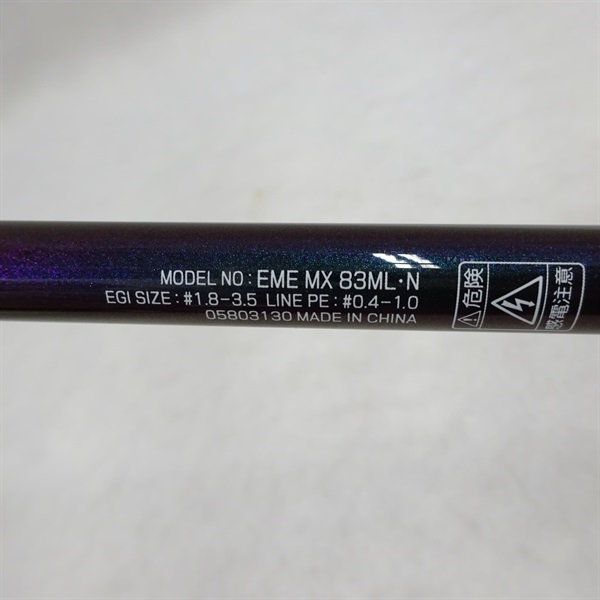 MODEL NO : EME MX 83ML・N
EGI SIZE : #1.8-3.5 LINE PE : #0.4-1.0
05803130 MADE IN CHINA
危険
感電注意